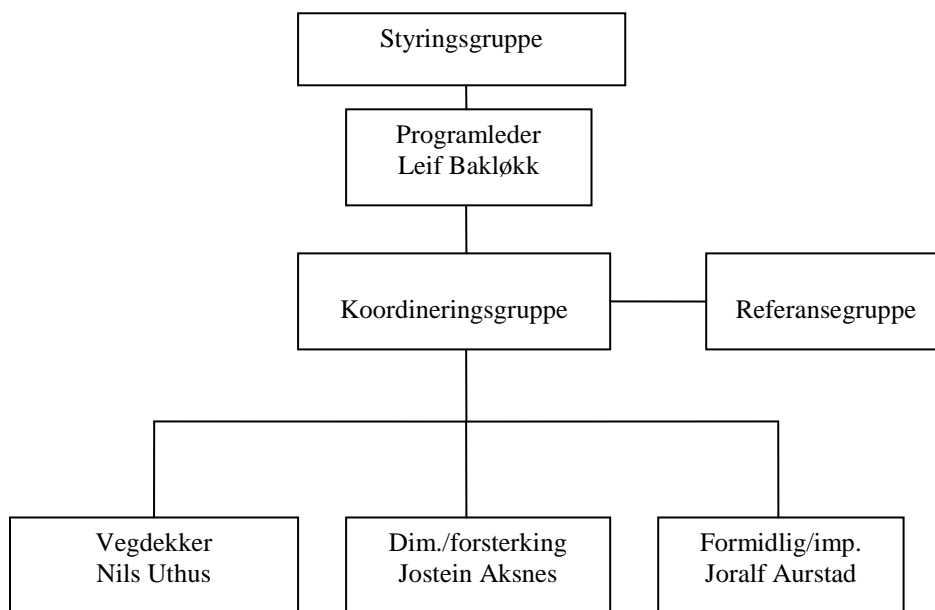 Styringsgruppe
Programleder
Leif Bakløkk
Koordineringsgruppe
Referansegruppe
Vegdekker
Nils Uthus
Dim./forsterking
Jostein Aksnes
Formidlig/imp.
Joralf Aurstad